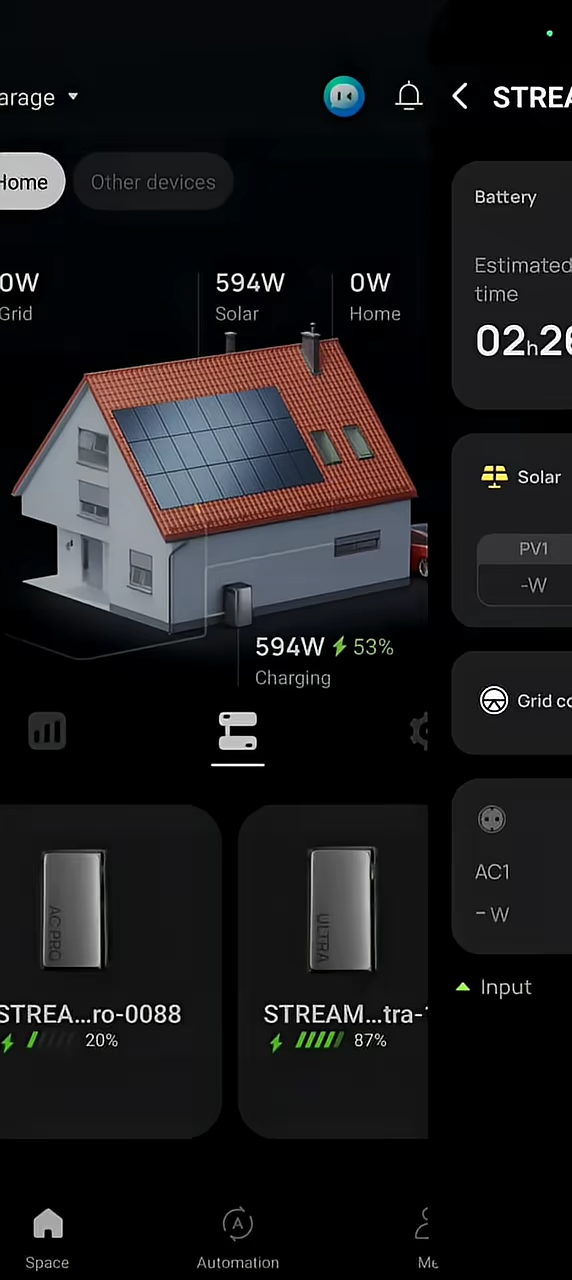 arage
Home
Other devices
0W
Grid
594W
Solar
0W
Home
594W 53%
Charging
AC PRO
STREA...ro-0088
20%
ULTRA
STREAM...tra-
87%
Space
Automation
Me
STREA
Battery
Estimated
time
02h26
Solar
PV1
-W
Grid co
AC1
-W
Input